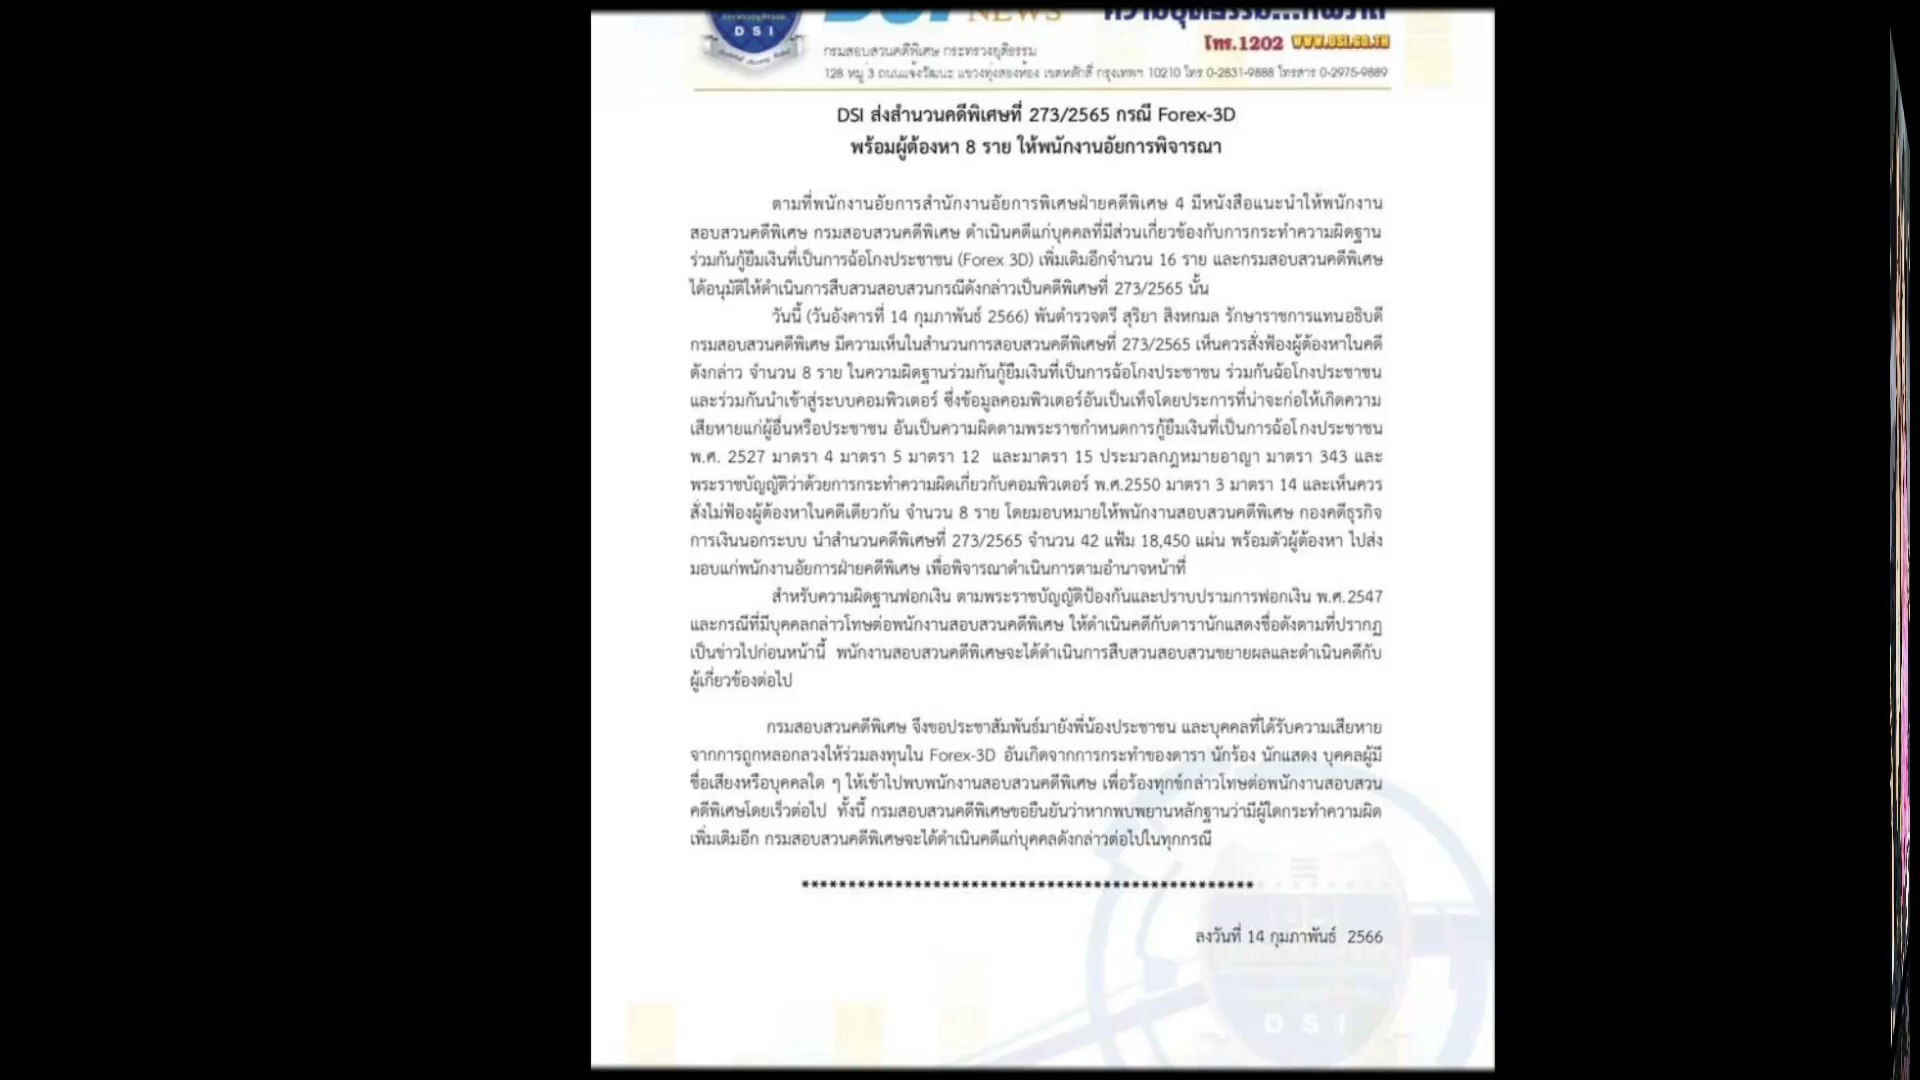 DSI NEWS ความยุติธรรม...
DSI
โทร.1202 WWW.DSI.GO.TH
กรมสอบสวนคดีพิเศษ กระทรวงยุติธรรม
128 หมู่ 3 ถนนแจ้งวัฒนะ แขวงทุ่งสองห้อง เขตหลักสี่ กรุงเทพฯ 10210 โทร 0-2831-9888 โทรสาร 0-2975-9889
DSI ส่งสำนวนคดีพิเศษที่ 273/2565 กรณี Forex-3D
พร้อมผู้ต้องหา 8 ราย ให้พนักงานอัยการพิจารณา
ตามที่พนักงานอัยการสำนักงานอัยการพิเศษฝ่ายคดีพิเศษ 4 มีหนังสือแนะนำให้พนักงาน
สอบสวนคดีพิเศษ กรมสอบสวนคดีพิเศษ ดำเนินคดีแก่บุคคลที่มีส่วนเกี่ยวข้องกับการกระทำความผิดฐาน
ร่วมกันกู้ยืมเงินที่เป็นการฉ้อโกงประชาชน (Forex 3D) เพิ่มเติมอีกจำนวน 16 ราย และกรมสอบสวนคดีพิเศษ
ได้อนุมัติให้ดำเนินการสืบสวนสอบสวนกรณีดังกล่าวเป็นคดีพิเศษที่ 273/2565 นั้น
วันนี้ (วันอังคารที่ 14 กุมภาพันธ์ 2566) พันตำรวจตรี สุริยา สิงหกมล รักษาราชการแทนอธิบดี
กรมสอบสวนคดีพิเศษ มีความเห็นในสำนวนการสอบสวนคดีพิเศษที่ 273/2565 เห็นควรสั่งฟ้องผู้ต้องหาในคดี
ดังกล่าว จำนวน 8 ราย ในความผิดฐานร่วมกันกู้ยืมเงินที่เป็นการฉ้อโกงประชาชน ร่วมกันฉ้อโกงประชาชน
และร่วมกันนำเข้าสู่ระบบคอมพิวเตอร์ ซึ่งข้อมูลคอมพิวเตอร์อันเป็นเท็จโดยประการที่น่าจะก่อให้เกิดความ
เสียหายแก่ผู้อื่นหรือประชาชน อันเป็นความผิดตามพระราชกำหนดการกู้ยืมเงินที่เป็นการฉ้อโกงประชาชน
พ.ศ. 2527 มาตรา 4 มาตรา 5 มาตรา 12 และมาตรา 15 ประมวลกฎหมายอาญา มาตรา 343 และ
พระราชบัญญัติว่าด้วยการกระทำความผิดเกี่ยวกับคอมพิวเตอร์ พ.ศ.2550 มาตรา 3 มาตรา 14 และเห็นควร
สั่งไม่ฟ้องผู้ต้องหาในคดีเดียวกัน จำนวน 8 ราย โดยมอบหมายให้พนักงานสอบสวนคดีพิเศษ กองคดีธุรกิจ
การเงินนอกระบบ นำสำนวนคดีพิเศษที่ 273/2565 จำนวน 42 แฟ้ม 18,450 แผ่น พร้อมตัวผู้ต้องหา ไปส่ง
มอบแก่พนักงานอัยการฝ่ายคดีพิเศษ เพื่อพิจารณาดำเนินการตามอำนาจหน้าที่
สำหรับความผิดฐานฟอกเงิน ตามพระราชบัญญัติป้องกันและปราบปรามการฟอกเงิน พ.ศ.2547
และกรณีที่มีบุคคลกล่าวโทษต่อพนักงานสอบสวนคดีพิเศษ ให้ดำเนินคดีกับดารานักแสดงชื่อดังตามที่ปรากฏ
เป็นข่าวไปก่อนหน้านี้ พนักงานสอบสวนคดีพิเศษจะได้ดำเนินการสืบสวนสอบสวนขยายผลและดำเนินคดีกับ
ผู้เกี่ยวข้องต่อไป
กรมสอบสวนคดีพิเศษ จึงขอประชาสัมพันธ์มายังพี่น้องประชาชน และบุคคลที่ได้รับความเสียหาย
จากการถูกหลอกลวงให้ร่วมลงทุนใน Forex-3D อันเกิดจากการกระทำของดารา นักร้อง นักแสดง บุคคลผู้มี
ชื่อเสียงหรือบุคคลใด ๆ ให้เข้าไปพบพนักงานสอบสวนคดีพิเศษ เพื่อร้องทุกข์กล่าวโทษต่อพนักงานสอบสวน
คดีพิเศษโดยเร็วต่อไป ทั้งนี้ กรมสอบสวนคดีพิเศษขอยืนยันว่าหากพบพยานหลักฐานว่ามีผู้ใดกระทำความผิด
เพิ่มเติมอีก กรมสอบสวนคดีพิเศษจะได้ดำเนินคดีแก่บุคคลดังกล่าวต่อไปในทุกกรณี
*************************************************
ลงวันที่ 14 กุมภาพันธ์ 2566
DSI